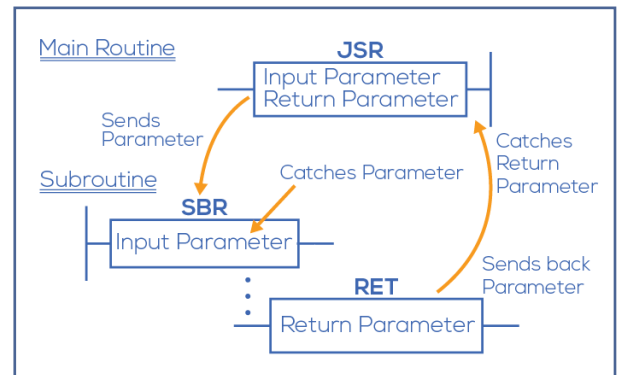 Main Routine
JSR
Input Parameter
Return Parameter
Sends
Parameter
Catches
Return
Parameter
Subroutine
Catches Parameter
SBR
Input Parameter
Sends back
Parameter
RET
Return Parameter